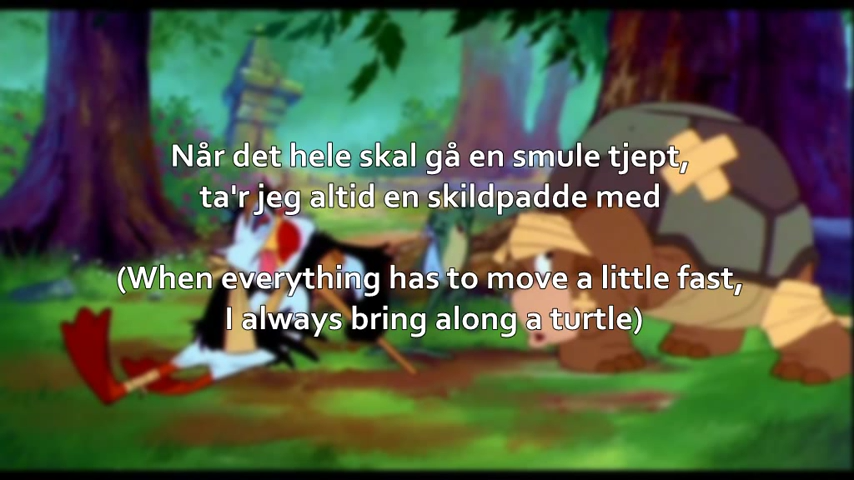 Når det hele skal gå en smule tjept,
ta'r jeg altid en skildpadde med
(When everything has to move a little fast,
I always bring along a turtle)